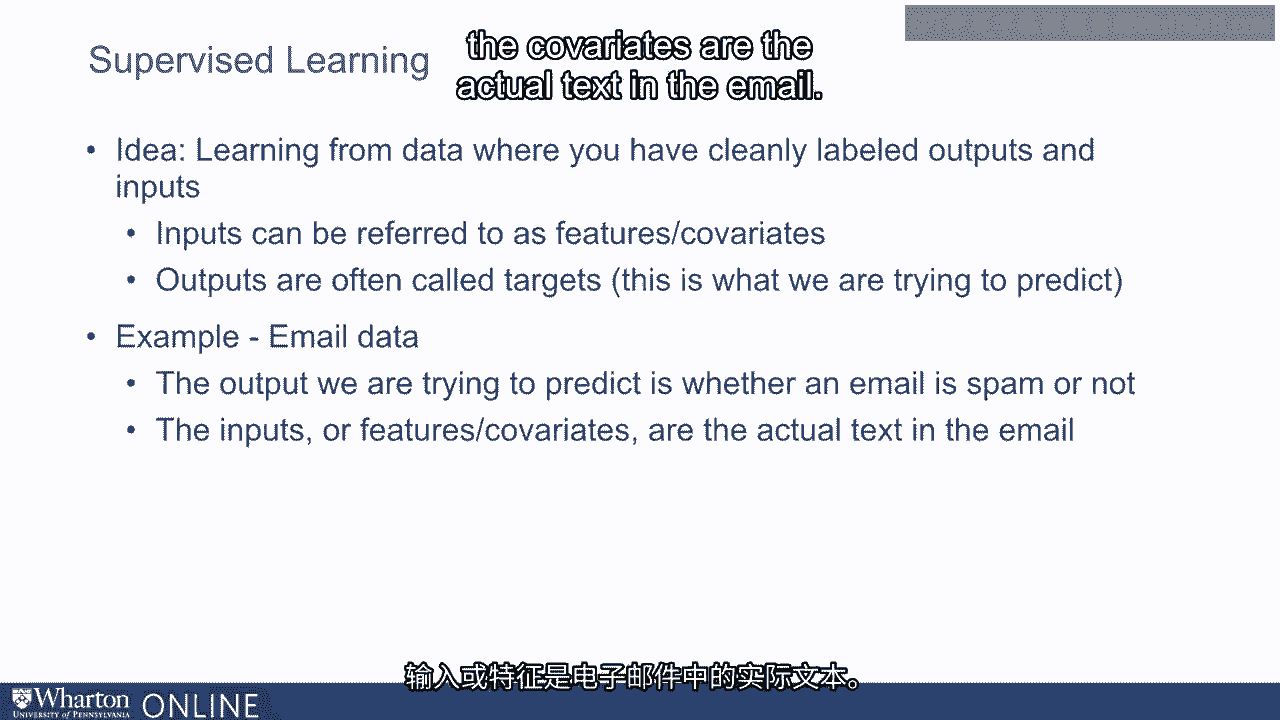 Supervised Learning
the covariates are the
actual text in the email.
• Idea: Learning from data where you have cleanly labeled outputs and
inputs
• Inputs can be referred to as features/covariates
• Outputs are often called targets (this is what we are trying to predict)
• Example - Email data
• The output we are trying to predict is whether an email is spam or not
• The inputs, or features/covariates, are the actual text in the email
输入或特征是电子邮件中的实际文本。
Wharton
UNIVERSITY of PENNSYLVANIA
ONLINE